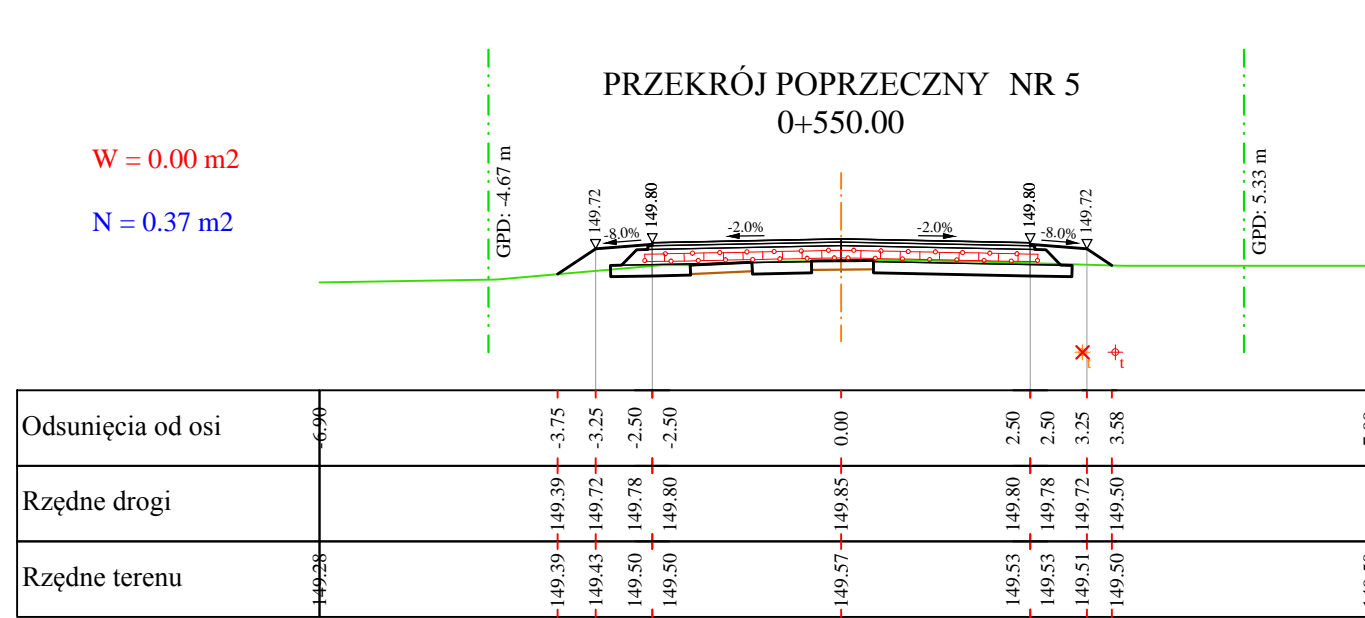 PRZEKRÓJ POPRZECZNY NR 5
0+550.00
W = 0.00 m2
N = 0.37 m2
GPD: -4.67 m
GPD: 5.33 m
149.72
149.80
149.80
149.72
-8.0%
-2.0%
-2.0%
-8.0%
t
t
Odsunięcia od osi
-6.90 -3.75 -3.25 -2.50 -2.50 0.00 2.50 2.50 3.25 3.58
Rzędne drogi
149.39 149.72 149.78 149.80 149.85 149.80 149.78 149.72 149.50
Rzędne terenu
149.28 149.39 149.43 149.50 149.50 149.57 149.53 149.53 149.51 149.50